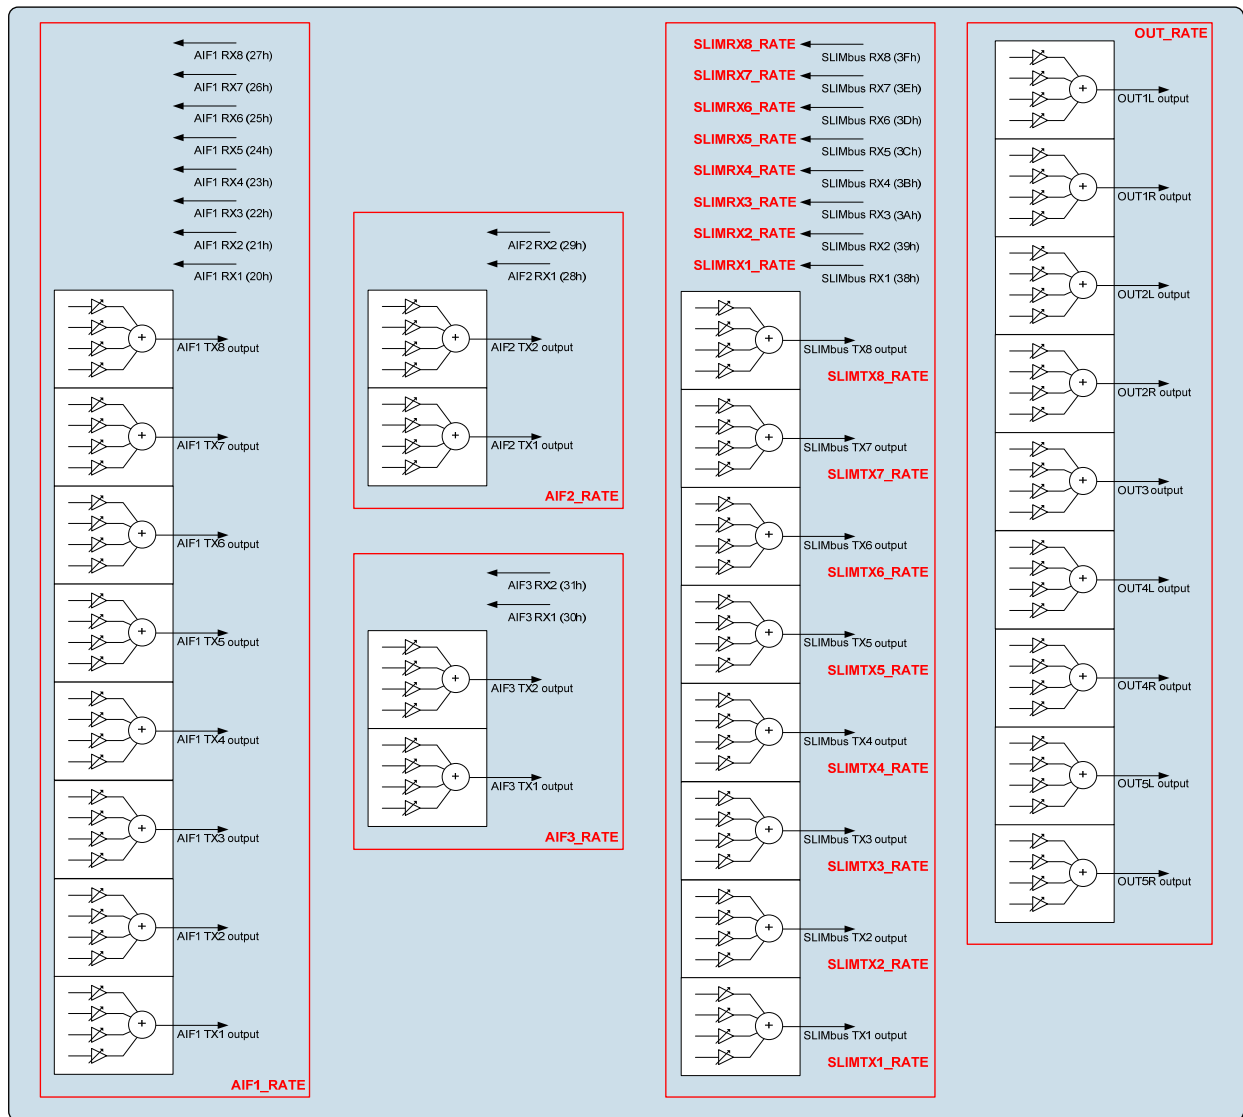 AIF1 RX8 (27h)
AIF1 RX7 (26h)
AIF1 RX6 (25h)
AIF1 RX5 (24h)
AIF1 RX4 (23h)
AIF1 RX3 (22h)
AIF1 RX2 (21h)
AIF1 RX1 (20h)
+
AIF1 TX8 output
+
AIF1 TX7 output
+
AIF1 TX6 output
+
AIF1 TX5 output
+
AIF1 TX4 output
+
AIF1 TX3 output
+
AIF1 TX2 output
+
AIF1 TX1 output
AIF1_RATE
AIF2 RX2 (29h)
AIF2 RX1 (28h)
+
AIF2 TX2 output
+
AIF2 TX1 output
AIF2_RATE
AIF3 RX2 (31h)
AIF3 RX1 (30h)
+
AIF3 TX2 output
+
AIF3 TX1 output
AIF3_RATE
SLIMRX8_RATE
SLIMbus RX8 (3Fh)
SLIMRX7_RATE
SLIMbus RX7 (3Eh)
SLIMRX6_RATE
SLIMbus RX6 (3Dh)
SLIMRX5_RATE
SLIMbus RX5 (3Ch)
SLIMRX4_RATE
SLIMbus RX4 (3Bh)
SLIMRX3_RATE
SLIMbus RX3 (3Ah)
SLIMRX2_RATE
SLIMbus RX2 (39h)
SLIMRX1_RATE
SLIMbus RX1 (38h)
+
SLIMbus TX8 output
SLIMTX8_RATE
+
SLIMbus TX7 output
SLIMTX7_RATE
+
SLIMbus TX6 output
SLIMTX6_RATE
+
SLIMbus TX5 output
SLIMTX5_RATE
+
SLIMbus TX4 output
SLIMTX4_RATE
+
SLIMbus TX3 output
SLIMTX3_RATE
+
SLIMbus TX2 output
SLIMTX2_RATE
+
SLIMbus TX1 output
SLIMTX1_RATE
OUT_RATE
+
OUT1L output
+
OUT1R output
+
OUT2L output
+
OUT2R output
+
OUT3 output
+
OUT4L output
+
OUT4R output
+
OUT5L output
+
OUT5R output